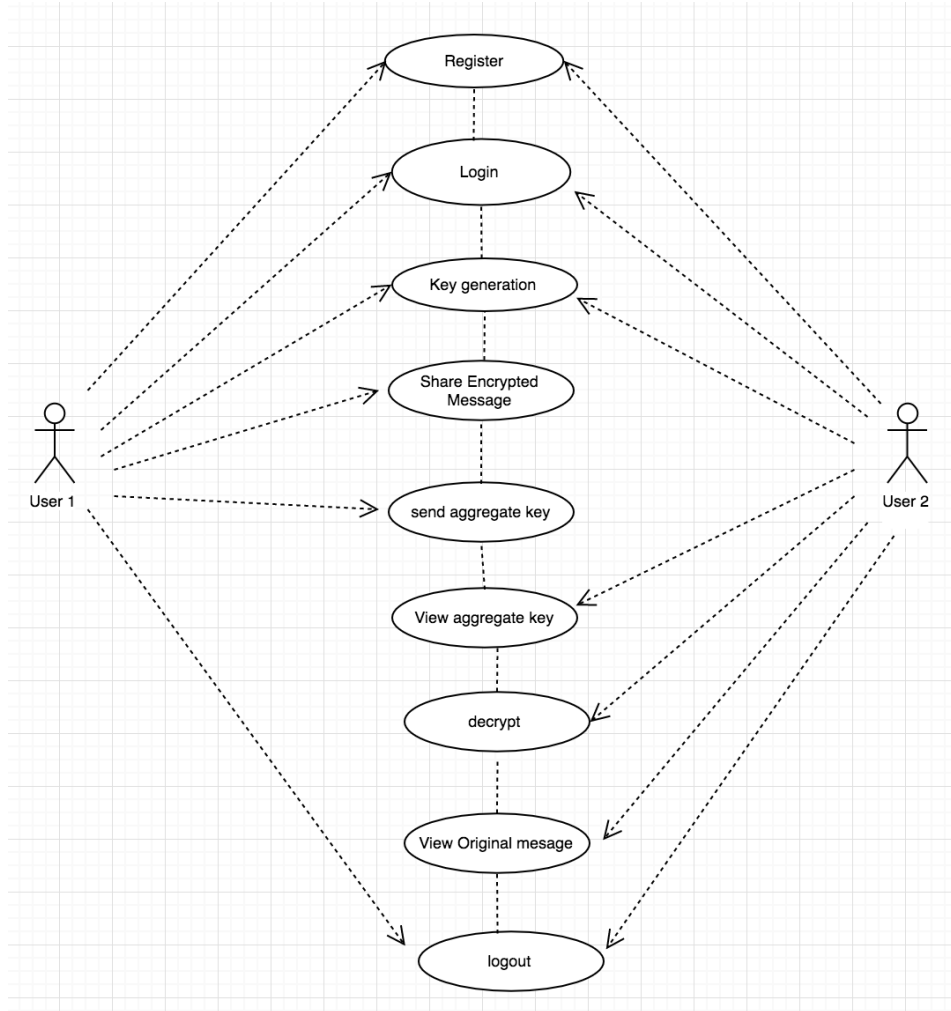 Register
Login
Key generation
Share Encrypted
Message
User 1
User 2
send aggregate key
View aggregate key
decrypt
View Original mesage
logout